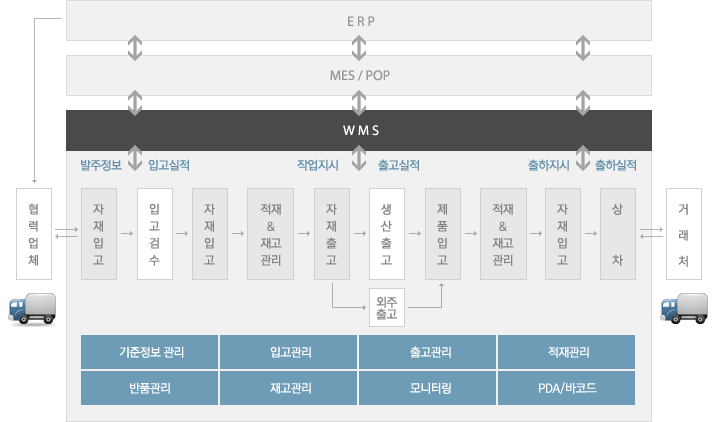 ERP
MES / POP
WMS
발주정보 입고실적 작업지시 출고실적 출하지시 출하실적
협력업체
자재입고
입고검수
자재입고
적재&재고관리
자재출고
생산출고
제품입고
적재&재고관리
자재입고
상차
거래처
외주
출고
기준정보 관리 입고관리 출고관리 적재관리
반품관리 재고관리 모니터링 PDA/바코드